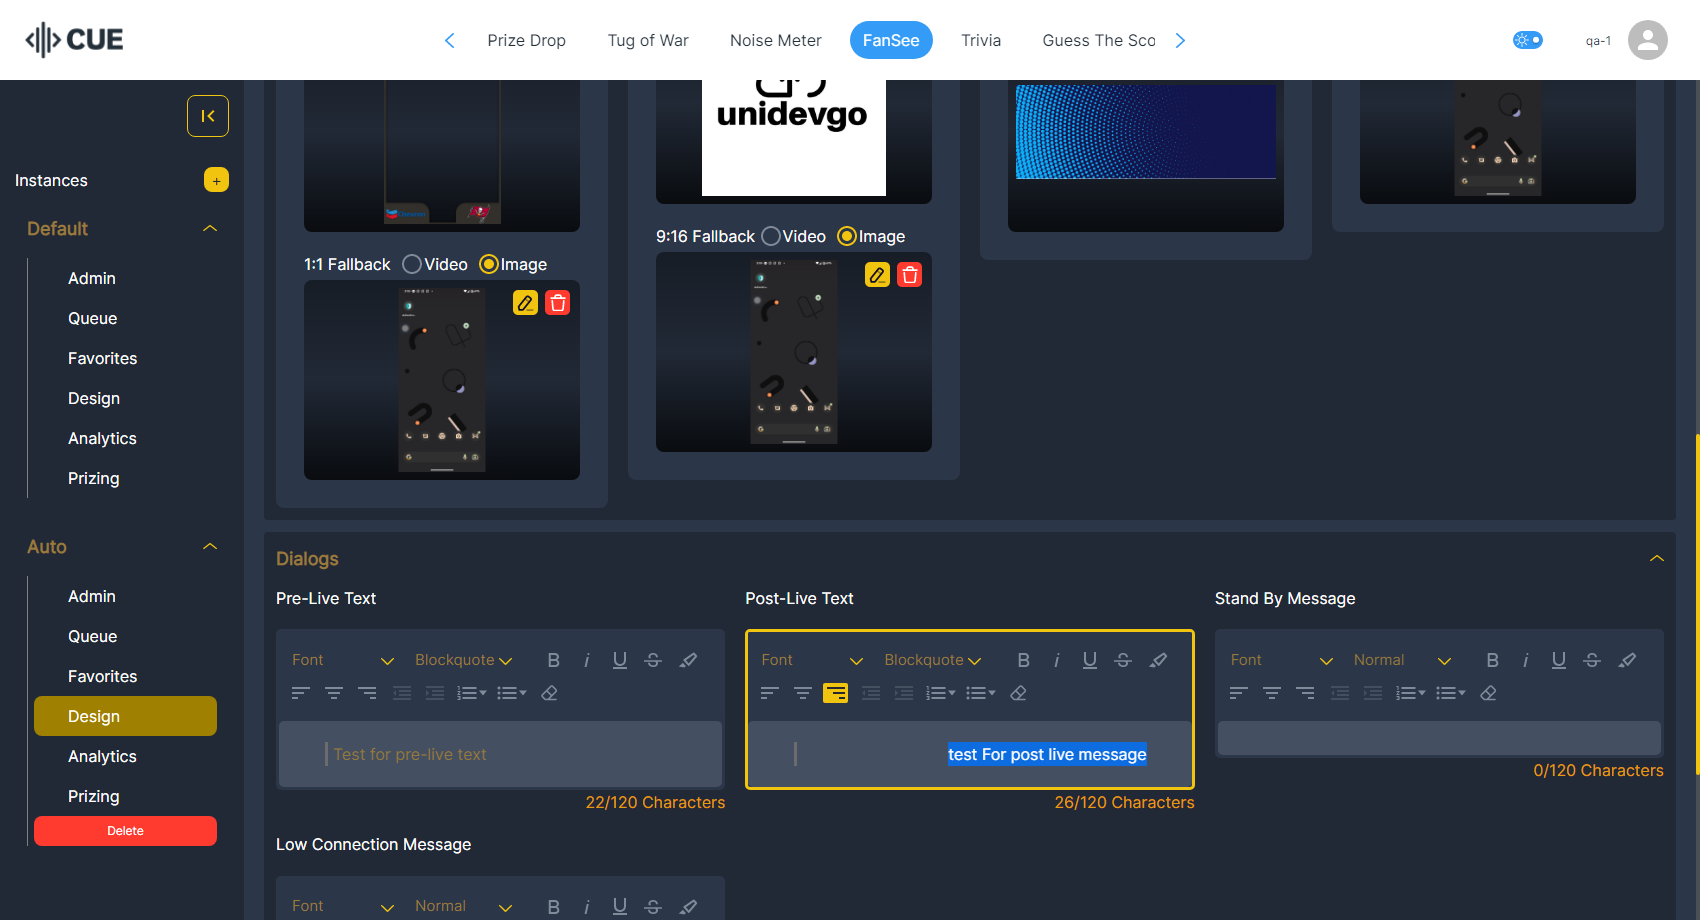 CUE
Prize Drop
Tug of War
Noise Meter
FanSee
Trivia
Guess The Sco
qa-1
Instances
+
Default
Admin
Queue
Favorites
Design
Analytics
Prizing
Auto
Admin
Queue
Favorites
Design
Analytics
Prizing
Delete
unidevgo
9:16 Fallback Video Image
1:1 Fallback Video Image
Dialogs
Pre-Live Text
Font Blockquote B i U S
Test for pre-live text
22/120 Characters
Post-Live Text
Font Blockquote B i U S
test For post live message
26/120 Characters
Stand By Message
Font Normal B i U S
0/120 Characters
Low Connection Message
Font Normal B i U S